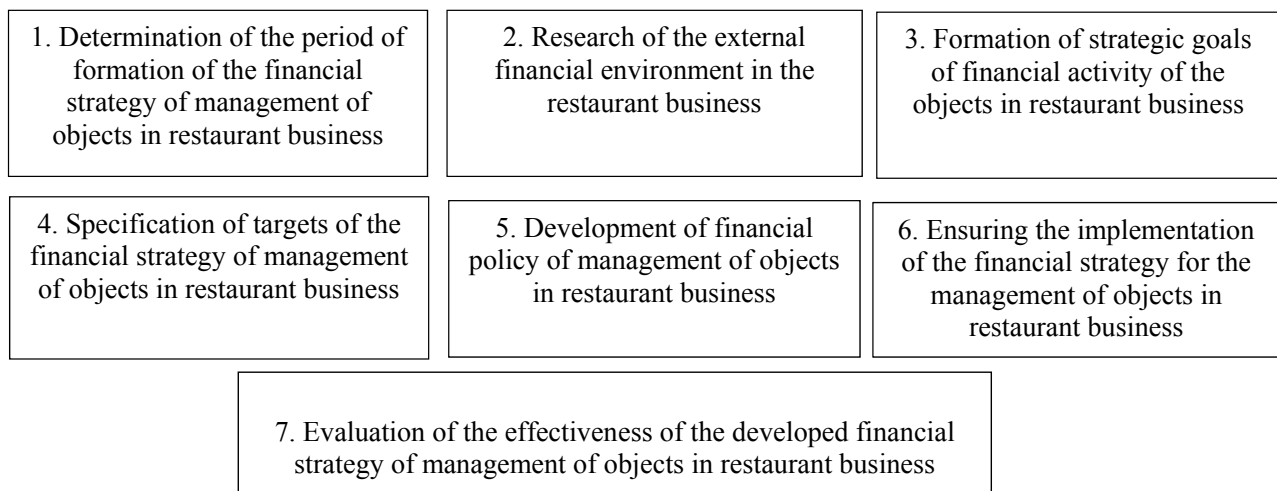 1. Determination of the period of
formation of the financial
strategy of management of
objects in restaurant business
2. Research of the external
financial environment in the
restaurant business
3. Formation of strategic goals
of financial activity of the
objects in restaurant business
4. Specification of targets of the
financial strategy of management
of objects in restaurant business
5. Development of financial
policy of management of objects
in restaurant business
6. Ensuring the implementation
of the financial strategy for the
management of objects in
restaurant business
7. Evaluation of the effectiveness of the developed financial
strategy of management of objects in restaurant business